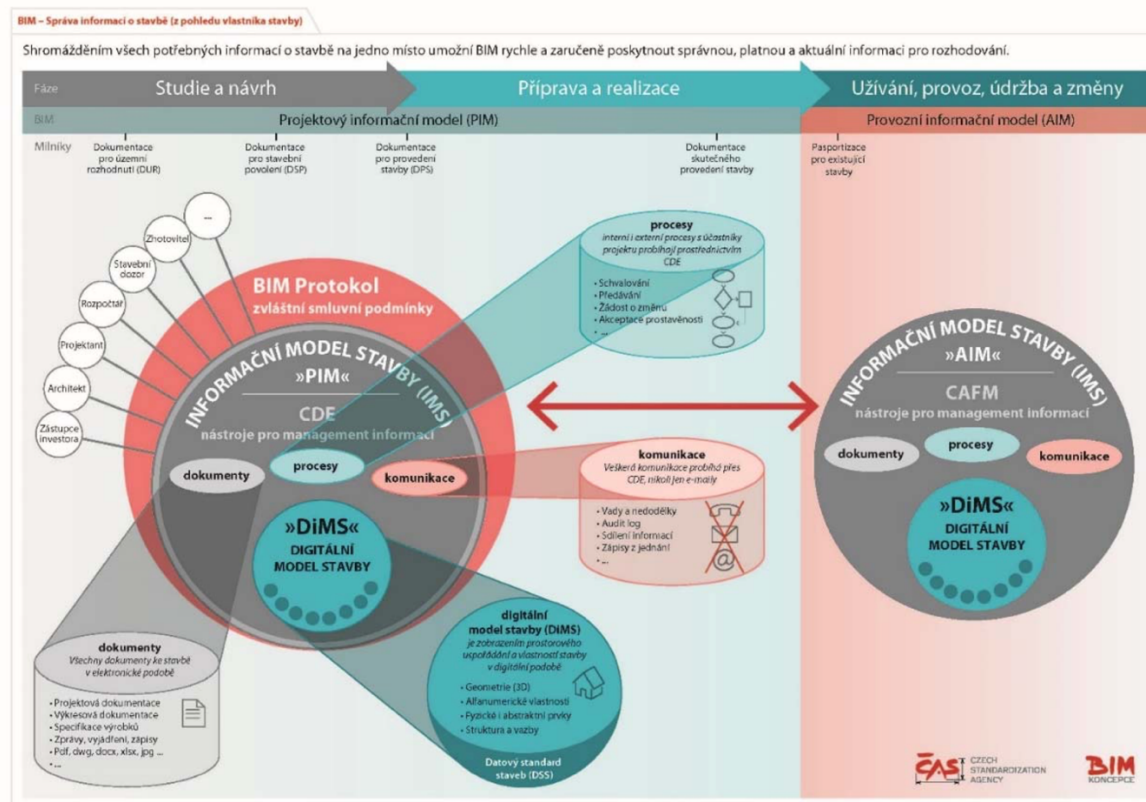 BIM – Správa informací o stavbě (z pohledu vlastníka stavby)
Shromážděním všech potřebných informací o stavbě na jedno místo umožní BIM rychle a zaručeně poskytnout správnou, platnou a aktuální informaci pro rozhodování.
Fáze
Studie a návrh
Příprava a realizace
Užívání, provoz, údržba a změny
BIM
Projektový informační model (PIM)
Provozní informační model (AIM)
Milníky
Dokumentace
pro územní
rozhodnutí (DUR)
Dokumentace
pro stavební
povolení (DSP)
Dokumentace
pro provedení
stavby (DPS)
Dokumentace
skutečného
provedení stavby
Pasportizace
pro existující
stavby
...
Zhotovitel
Stavební
dozor
Rozpočtář
Projektant
Architekt
Zástupce
investora
BIM Protokol
zvláštní smluvní podmínky
INFORMAČNÍ MODEL STAVBY (IMS)
»PIM«
CDE
nástroje pro management informací
dokumenty
procesy
komunikace
»DiMS«
DIGITÁLNÍ
MODEL STAVBY
procesy
interní i externí procesy s účastníky
projektu probíhají prostřednictvím
CDE
• Schvalování
• Předávání
• Žádost o změnu
• Akceptace prostavěnosti
• ...
komunikace
Veškerá komunikace probíhá přes
CDE, nikoli jen e-maily
• Vady a nedodělky
• Audit log
• Sdílení informací
• Zápisy z jednání
• ...
@
INFORMAČNÍ MODEL STAVBY (IMS)
»AIM«
CAFM
nástroje pro management informací
dokumenty
procesy
komunikace
»DiMS«
DIGITÁLNÍ
MODEL STAVBY
dokumenty
Všechny dokumenty ke stavbě
v elektronické podobě
• Projektová dokumentace
• Výkresová dokumentace
• Specifikace výrobků
• Zprávy, vyjádření, zápisy
• Pdf, dwg, docx, xlsx, jpg ...
• ...
digitální
model stavby (DiMS)
je zobrazením prostorového
uspořádání a vlastností stavby
v digitální podobě
• Geometrie (3D)
• Alfanumerické vlastnosti
• Fyzické i abstraktní prvky
• Struktura a vazby
Datový standard
staveb (DSS)
ČAS
CZECH
STANDARDIZATION
AGENCY
BIM
KONCEPCE